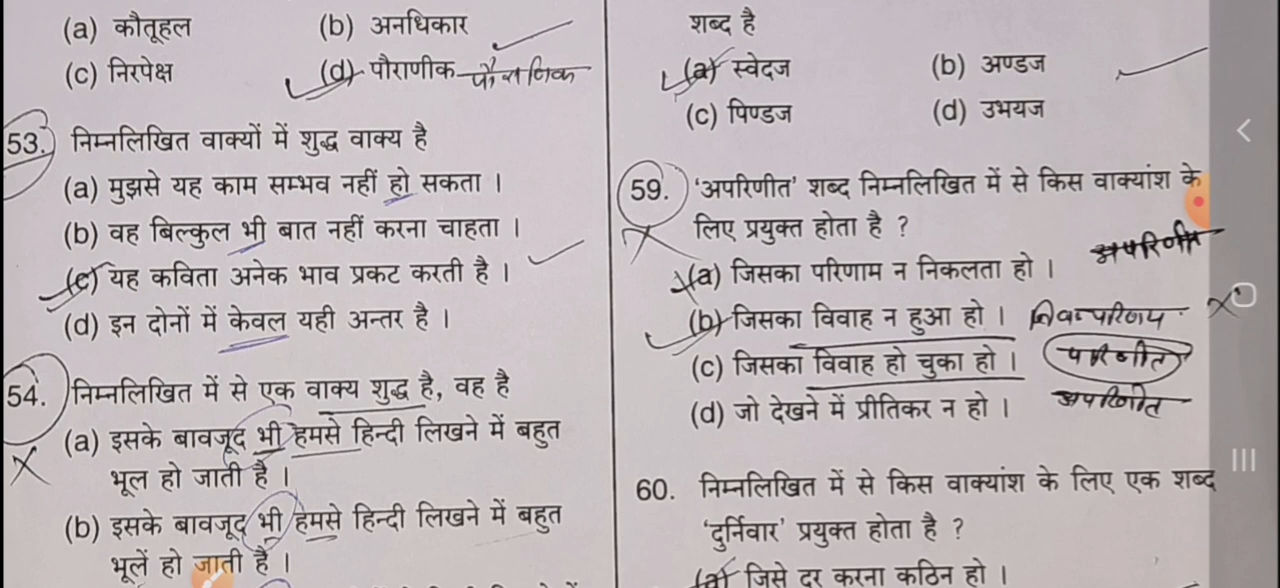 (a) कौतूहल (b) अनधिकार
(c) निरपेक्ष (d) पौराणीक पौराणिक
53. निम्नलिखित वाक्यों में शुद्ध वाक्य है
(a) मुझसे यह काम सम्भव नहीं हो सकता ।
(b) वह बिल्कुल भी बात नहीं करना चाहता ।
(c) यह कविता अनेक भाव प्रकट करती है ।
(d) इन दोनों में केवल यही अन्तर है ।
54. निम्नलिखित में से एक वाक्य शुद्ध है, वह है
(a) इसके बावजूद भी हमसे हिन्दी लिखने में बहुत
भूल हो जाती है ।
(b) इसके बावजूद भी हमसे हिन्दी लिखने में बहुत
भूलें हो जाती हैं ।
शब्द है
(a) स्वेदज (b) अण्डज
(c) पिण्डज (d) उभयज
59. ‘अपरिणीत’ शब्द निम्नलिखित में से किस वाक्यांश के
लिए प्रयुक्त होता है ?
अपरिणीत
(a) जिसका परिणाम न निकलता हो ।
(b) जिसका विवाह न हुआ हो ।
(c) जिसका विवाह हो चुका हो । परिणीत
(d) जो देखने में प्रीतिकर न हो । अपरिणीत
60. निम्नलिखित में से किस वाक्यांश के लिए एक शब्द
‘दुर्निवार’ प्रयुक्त होता है ?
(a) जिसे दूर करना कठिन हो ।